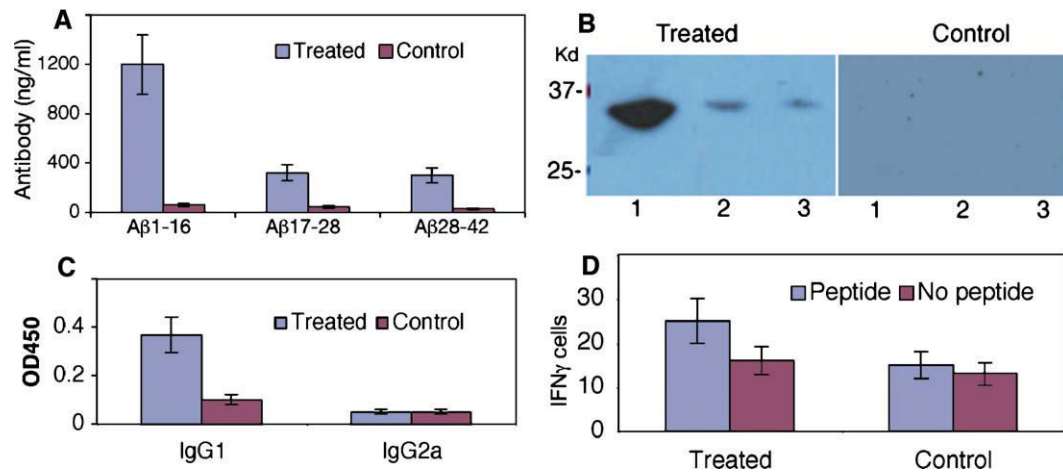 A
Antibody (ng/ml)
1200
800
400
0
Treated Control
Aβ1-16 Aβ17-28 Aβ28-42
B
Treated Control
Kd
37-
25-
1 2 3 1 2 3
C
OD450
0.4
0.2
0
Treated Control
IgG1 IgG2a
D
IFNγ cells
30
20
10
0
Peptide No peptide
Treated Control